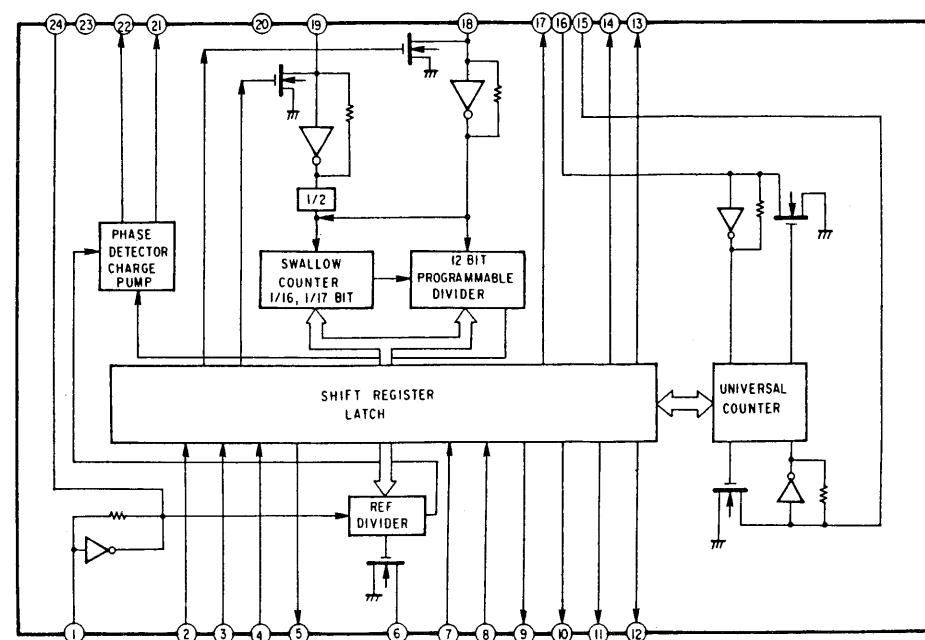 24 23 22 21 20 19 18 17 16 15 14 13
1/2
PHASE
DETECTOR
CHARGE
PUMP
SWALLOW
COUNTER
1/16, 1/17 BIT
12 BIT
PROGRAMMABLE
DIVIDER
SHIFT REGISTER
LATCH
UNIVERSAL
COUNTER
REF
DIVIDER
1 2 3 4 5 6 7 8 9 10 11 12